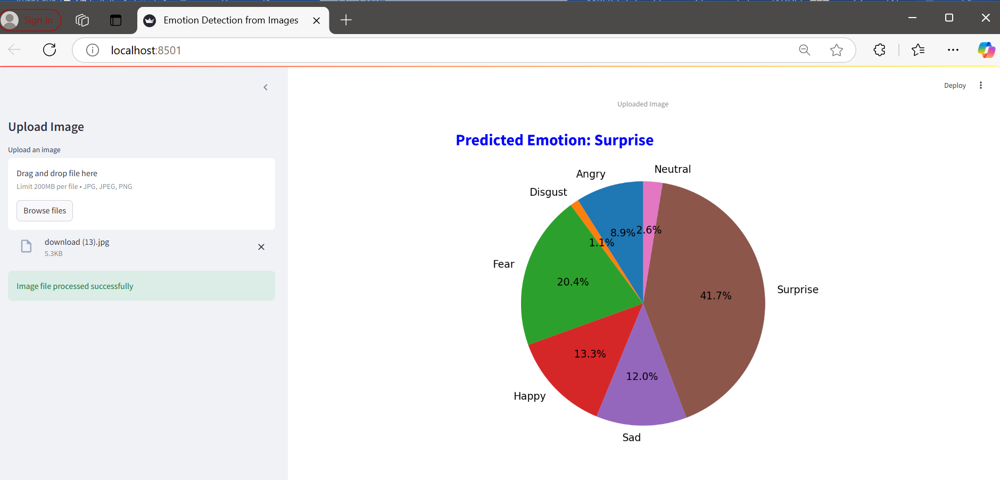 Sign in
Emotion Detection from Images
localhost:8501
Deploy
Uploaded Image
Upload Image
Upload an image
Drag and drop file here
Limit 200MB per file • JPG, JPEG, PNG
Browse files
download (13).jpg
5.3KB
Image file processed successfully
Predicted Emotion: Surprise
Neutral
Angry
Disgust
8.9%
2.6%
1.1%
Fear
20.4%
41.7%
Surprise
13.3%
12.0%
Happy
Sad